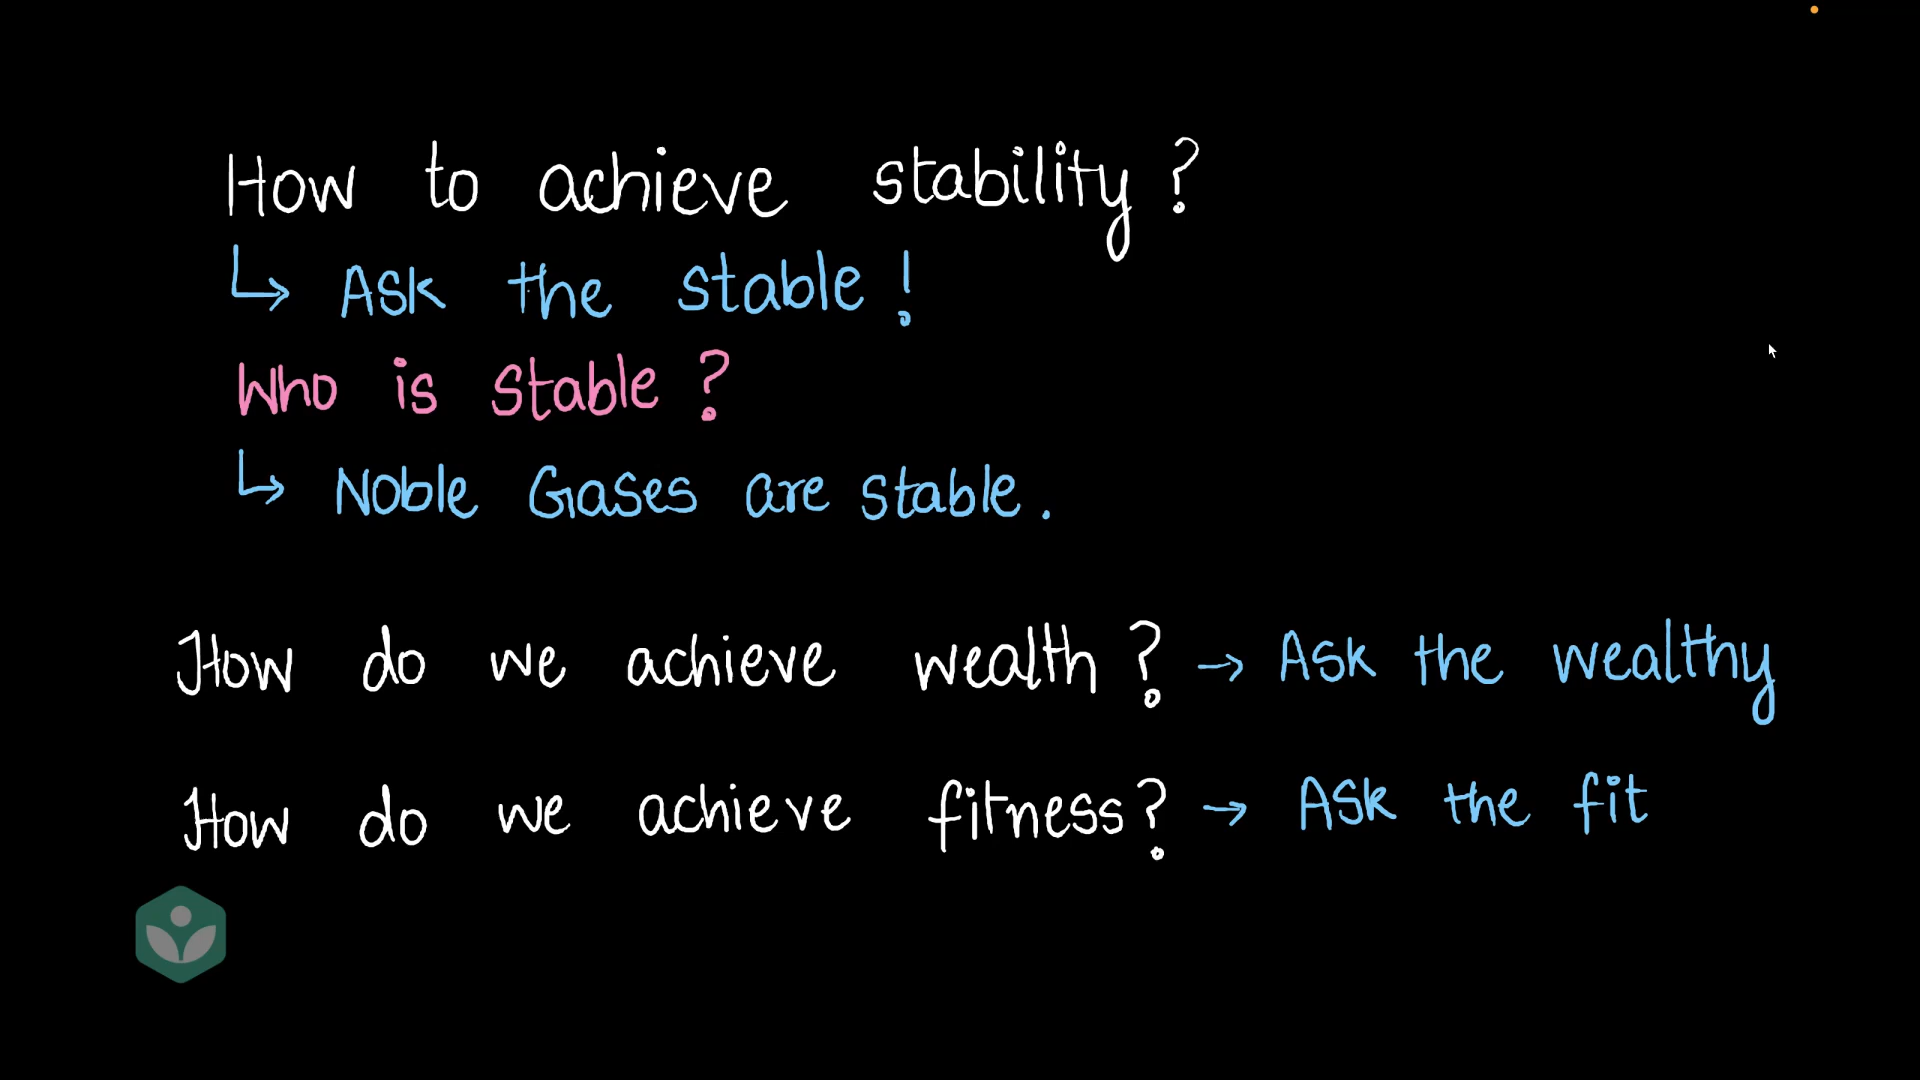 How to achieve stability ?
↳ Ask the stable !
Who is stable ?
↳ Noble Gases are stable .
How do we achieve wealth ? → Ask the wealthy
How do we achieve fitness ? → Ask the fit